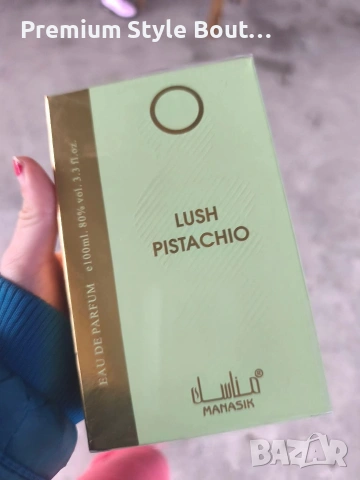 Premium Style Bout...
LUSH
PISTACHIO
EAU DE PARFUM e100ml. 80% vol. 3.3 fl.oz.
مناسك®
MANASIK
BAZAR